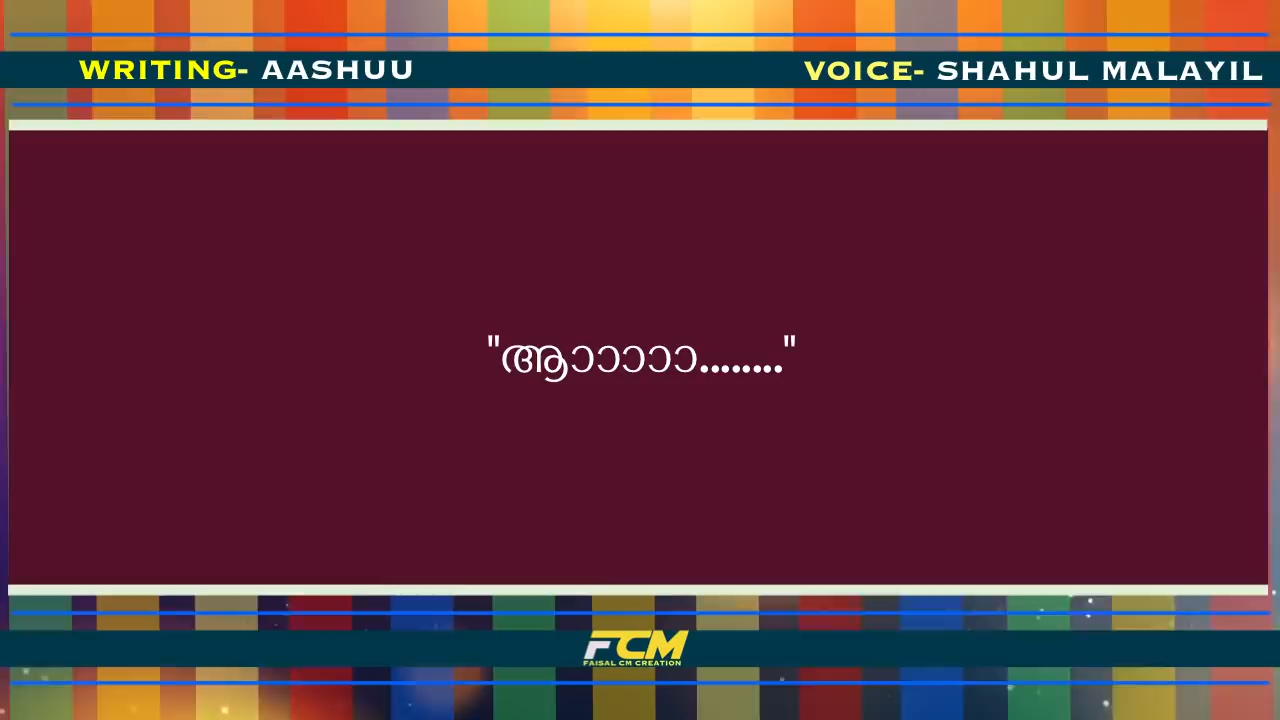 WRITING- AASHUU
VOICE- SHAHUL MALAYIL
"ആാാാാാ........"
FCM
FAISAL CM CREATION